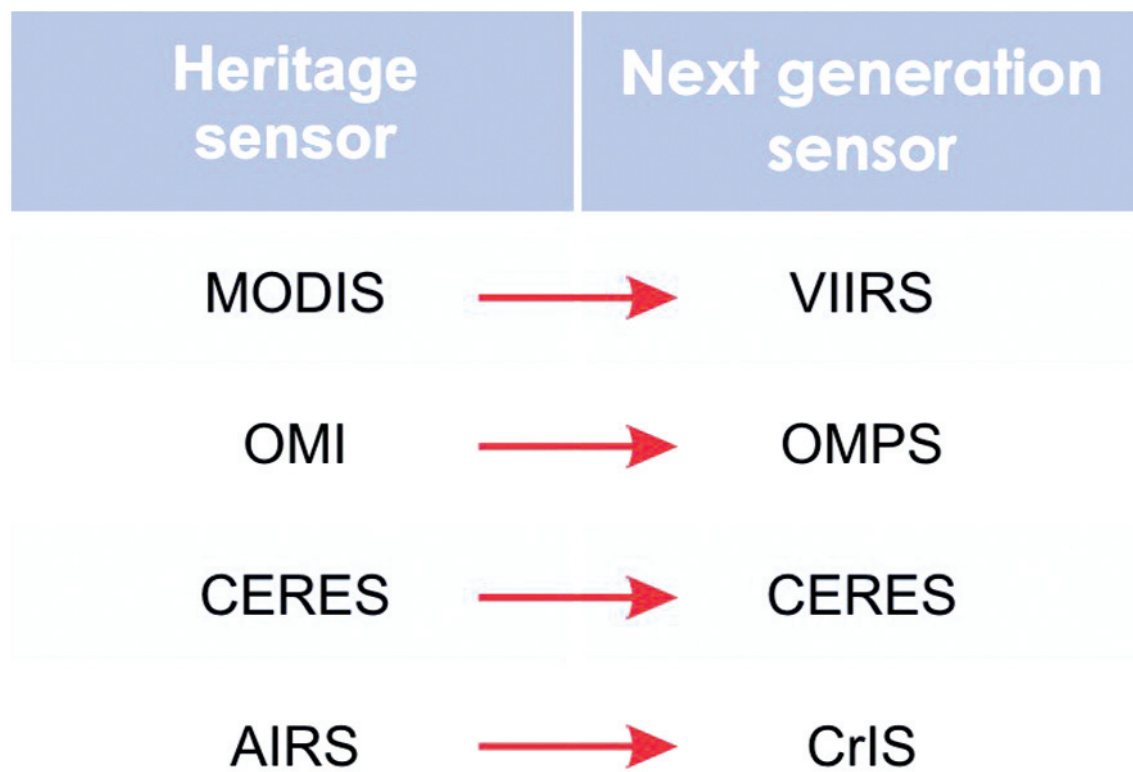 Heritage
sensor
Next generation
sensor
MODIS
VIIRS
OMI
OMPS
CERES
CERES
AIRS
CrIS